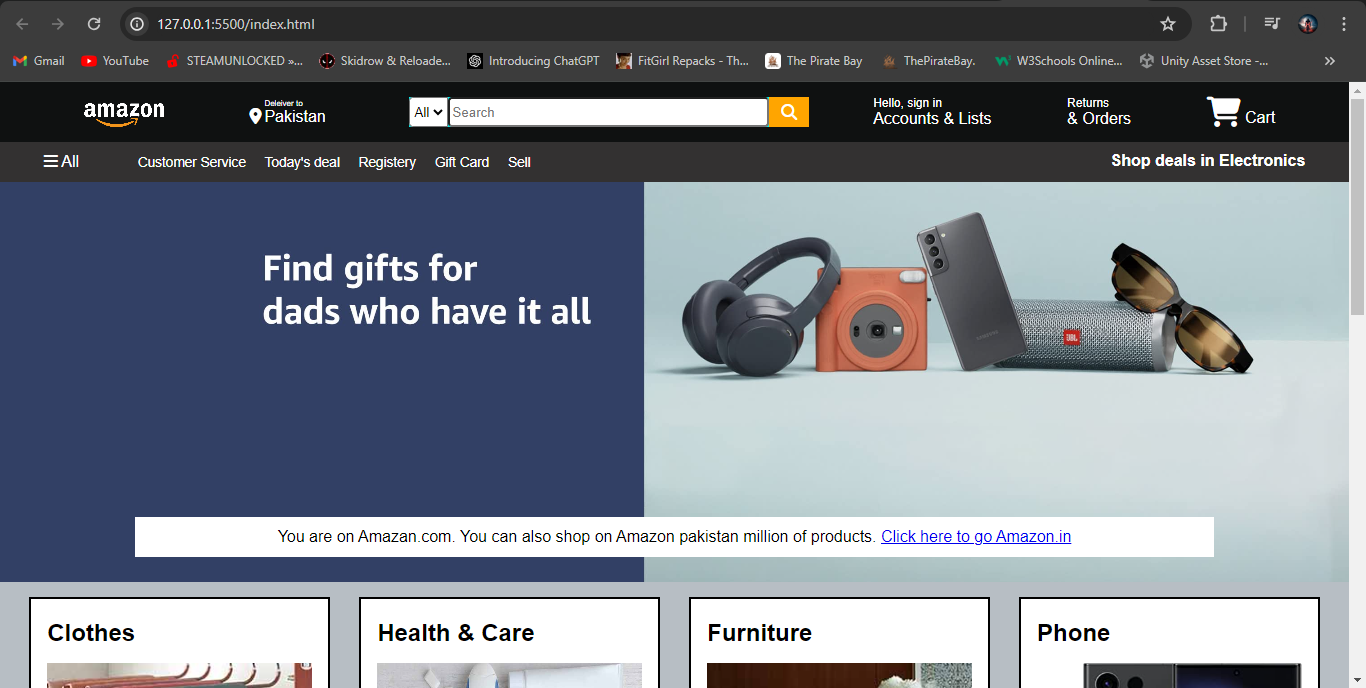 127.0.0.1:5500/index.html
Gmail YouTube STEAMUNLOCKED »... Skidrow & Reloade... Introducing ChatGPT FitGirl Repacks - Th... The Pirate Bay ThePirateBay. W3Schools Online... Unity Asset Store -... »
amazon
Deleiver to
Pakistan
All
Search
Hello, sign in
Accounts & Lists
Returns
& Orders
Cart
All Customer Service Today's deal Registery Gift Card Sell Shop deals in Electronics
Find gifts for
dads who have it all
SAMSUNG
JBL
You are on Amazan.com. You can also shop on Amazon pakistan million of products. Click here to go Amazon.in
Clothes Health & Care Furniture Phone